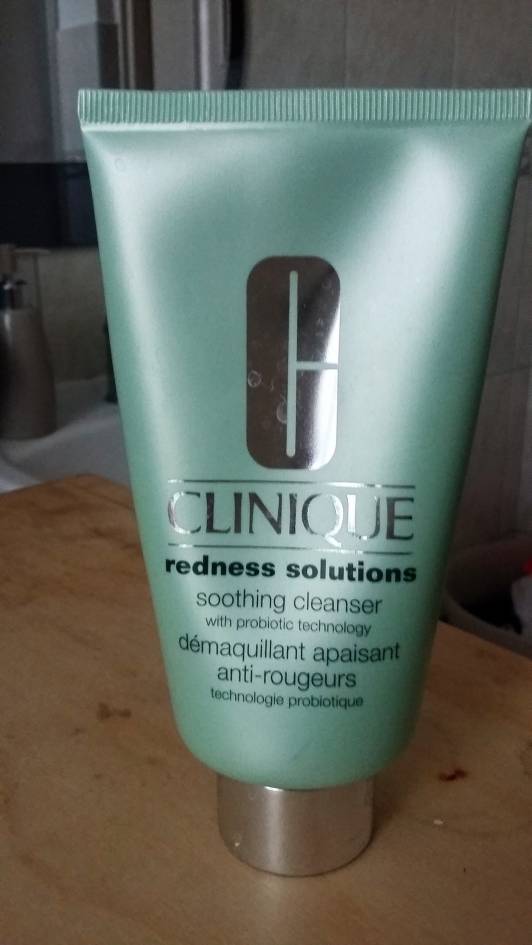 CLINIQUE
redness solutions
soothing cleanser
with probiotic technology
démaquillant apaisant
anti-rougeurs
technologie probiotique